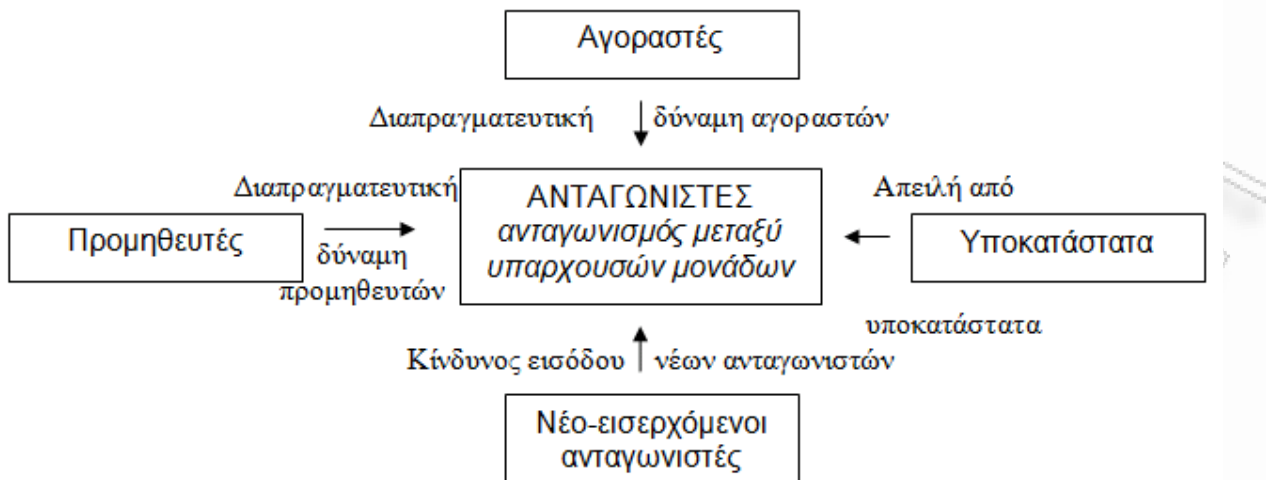 Αγοραστές
Διαπραγματευτική δύναμη αγοραστών
Διαπραγματευτική
δύναμη
προμηθευτών
Προμηθευτές
ΑΝΤΑΓΩΝΙΣΤΕΣ
ανταγωνισμός μεταξύ
υπαρχουσών μονάδων
Απειλή από
Υποκατάστατα
υποκατάστατα
Κίνδυνος εισόδου νέων ανταγωνιστών
Νέο-εισερχόμενοι
ανταγωνιστές